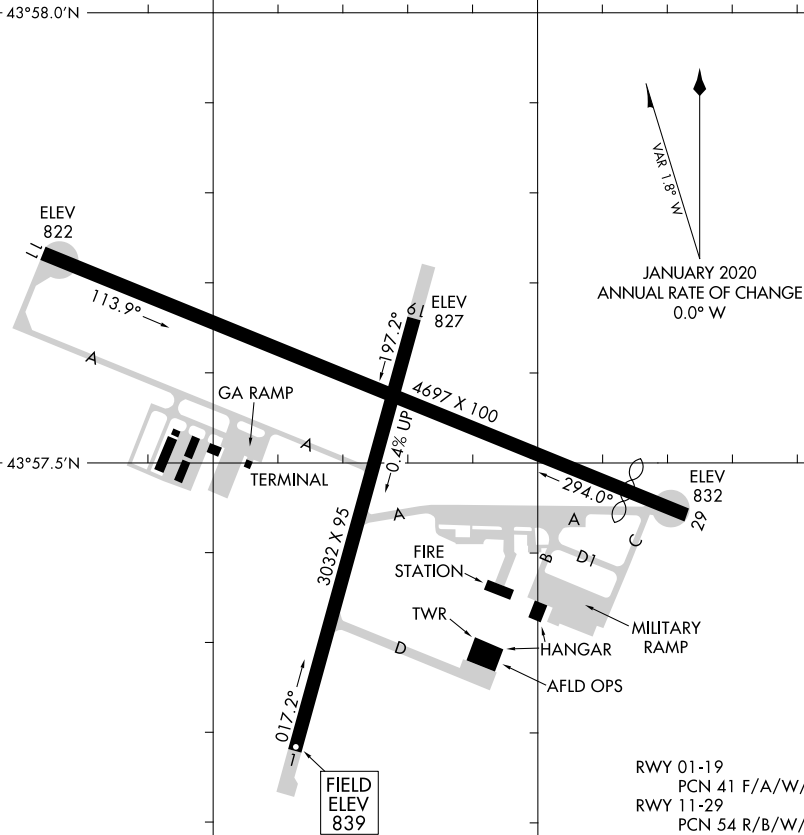 43°58.0'N
VAR 1.8° W
JANUARY 2020
ANNUAL RATE OF CHANGE
0.0° W
ELEV
822
11
113.9°
A
19
ELEV
827
197.2°
GA RAMP
4697 X 100
0.4% UP
A
43°57.5'N
TERMINAL
294.0°
ELEV
832
29
A
A
C
3032 X 95
FIRE
STATION
B
D1
TWR
MILITARY
RAMP
D
HANGAR
AFLD OPS
017.2°
1
FIELD
ELEV
839
RWY 01-19
PCN 41 F/A/W/
RWY 11-29
PCN 54 R/B/W/